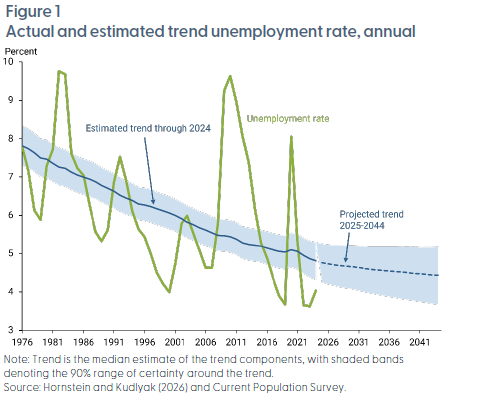 Figure 1
Actual and estimated trend unemployment rate, annual
Percent
10
9
8
7
6
5
4
3
Estimated trend through 2024
Unemployment rate
Projected trend
2025-2044
1976 1981 1986 1991 1996 2001 2006 2011 2016 2021 2026 2031 2036 2041
Note: Trend is the median estimate of the trend components, with shaded bands
denoting the 90% range of certainty around the trend.
Source: Hornstein and Kudlyak (2026) and Current Population Survey.